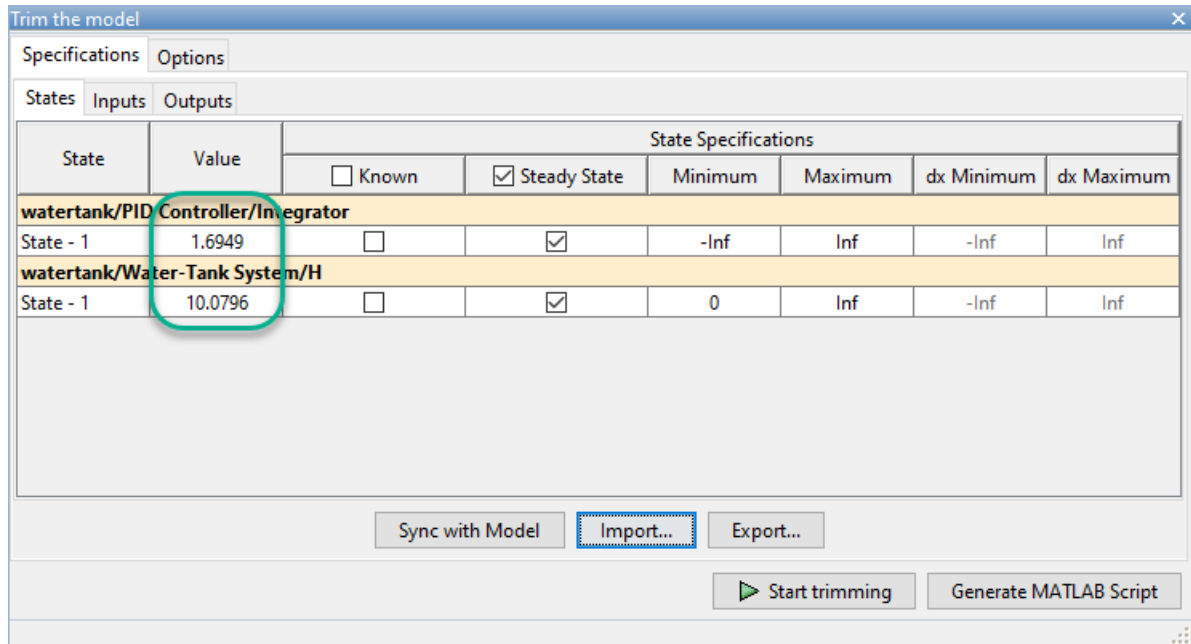 Trim the model
Specifications Options
States Inputs Outputs
State Value State Specifications
Known Steady State Minimum Maximum dx Minimum dx Maximum
watertank/PID Controller/Integrator
State - 1 1.6949 -Inf Inf -Inf Inf
watertank/Water-Tank System/H
State - 1 10.0796 0 Inf -Inf Inf
Sync with Model Import... Export...
Start trimming Generate MATLAB Script